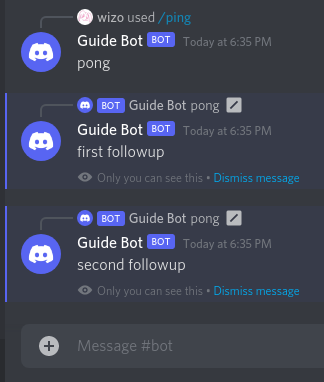 wizo used /ping
Guide Bot BOT Today at 6:35 PM
pong
BOT Guide Bot pong
Guide Bot BOT Today at 6:35 PM
first followup
Only you can see this • Dismiss message
BOT Guide Bot pong
Guide Bot BOT Today at 6:35 PM
second followup
Only you can see this • Dismiss message
Message #bot